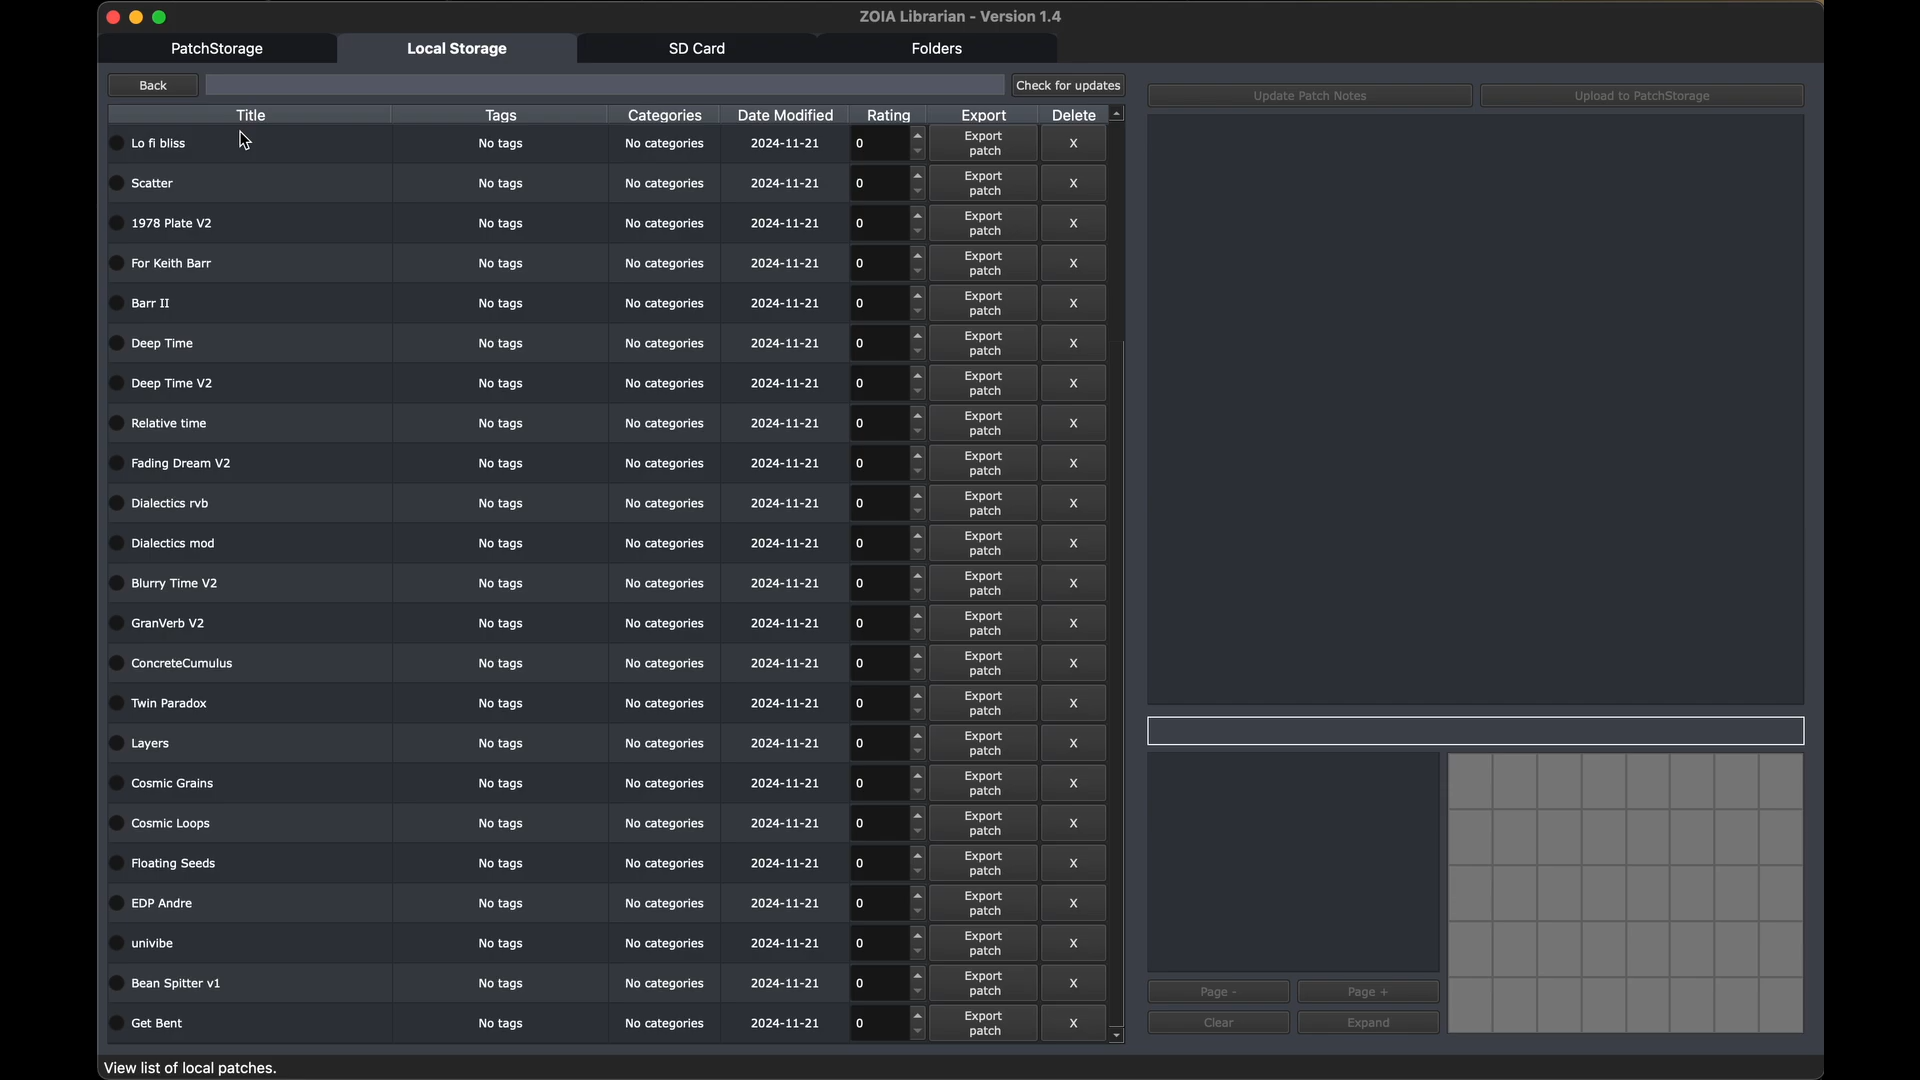 ZOIA Librarian - Version 1.4
PatchStorage Local Storage SD Card Folders
Back Check for updates Update Patch Notes Upload to PatchStorage
Title Tags Categories Date Modified Rating Export Delete
Lo fi bliss No tags No categories 2024-11-21 0 Export patch X
Scatter No tags No categories 2024-11-21 0 Export patch X
1978 Plate V2 No tags No categories 2024-11-21 0 Export patch X
For Keith Barr No tags No categories 2024-11-21 0 Export patch X
Barr II No tags No categories 2024-11-21 0 Export patch X
Deep Time No tags No categories 2024-11-21 0 Export patch X
Deep Time V2 No tags No categories 2024-11-21 0 Export patch X
Relative time No tags No categories 2024-11-21 0 Export patch X
Fading Dream V2 No tags No categories 2024-11-21 0 Export patch X
Dialectics rvb No tags No categories 2024-11-21 0 Export patch X
Dialectics mod No tags No categories 2024-11-21 0 Export patch X
Blurry Time V2 No tags No categories 2024-11-21 0 Export patch X
GranVerb V2 No tags No categories 2024-11-21 0 Export patch X
ConcreteCumulus No tags No categories 2024-11-21 0 Export patch X
Twin Paradox No tags No categories 2024-11-21 0 Export patch X
Layers No tags No categories 2024-11-21 0 Export patch X
Cosmic Grains No tags No categories 2024-11-21 0 Export patch X
Cosmic Loops No tags No categories 2024-11-21 0 Export patch X
Floating Seeds No tags No categories 2024-11-21 0 Export patch X
EDP Andre No tags No categories 2024-11-21 0 Export patch X
univibe No tags No categories 2024-11-21 0 Export patch X
Bean Spitter v1 No tags No categories 2024-11-21 0 Export patch X
Get Bent No tags No categories 2024-11-21 0 Export patch X
Page - Page +
Clear Expand
View list of local patches.